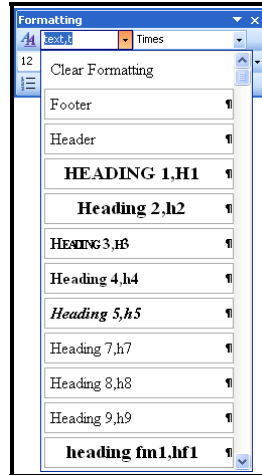 Formatting
text,t Times
12
Clear Formatting
Footer ¶
Header ¶
HEADING 1,H1 ¶
Heading 2,h2 ¶
HEADING 3,H3 ¶
Heading 4,h4 ¶
Heading 5,h5 ¶
Heading 7,h7 ¶
Heading 8,h8 ¶
Heading 9,h9 ¶
heading fm1,hf1 ¶